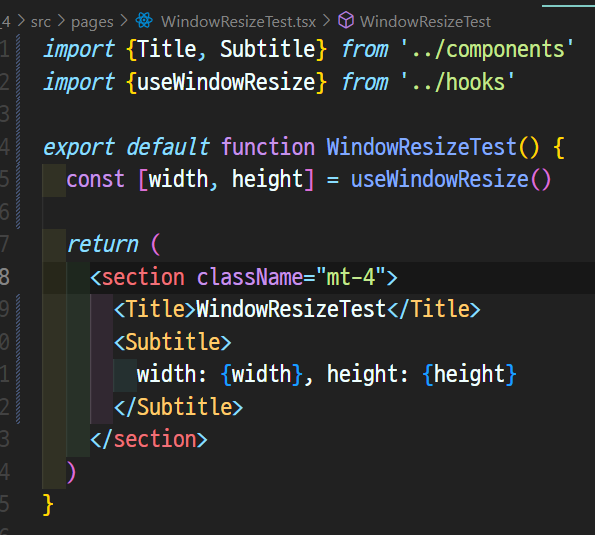 _4 > src > pages > WindowResizeTest.tsx > WindowResizeTest
1 import {Title, Subtitle} from '../components'
2 import {useWindowResize} from '../hooks'
3
4 export default function WindowResizeTest() {
5   const [width, height] = useWindowResize()
6
7   return (
8     <section className="mt-4">
9       <Title>WindowResizeTest</Title>
0       <Subtitle>
1         width: {width}, height: {height}
2       </Subtitle>
3     </section>
4   )
5 }